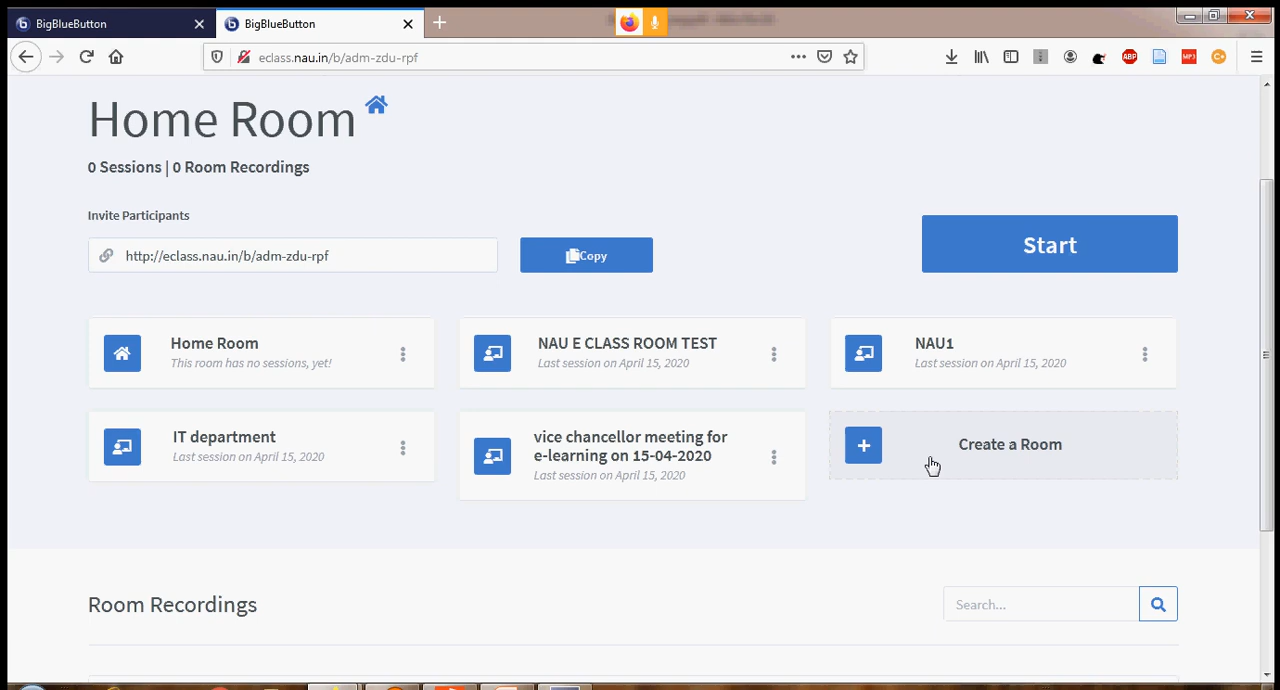 BigBlueButton
BigBlueButton
eclass.nau.in/b/adm-zdu-rpf
ABP
MP3
C+
Home Room
0 Sessions | 0 Room Recordings
Invite Participants
http://eclass.nau.in/b/adm-zdu-rpf
Copy
Start
Home Room
This room has no sessions, yet!
NAU E CLASS ROOM TEST
Last session on April 15, 2020
NAU1
Last session on April 15, 2020
IT department
Last session on April 15, 2020
vice chancellor meeting for
e-learning on 15-04-2020
Last session on April 15, 2020
Create a Room
Room Recordings
Search...